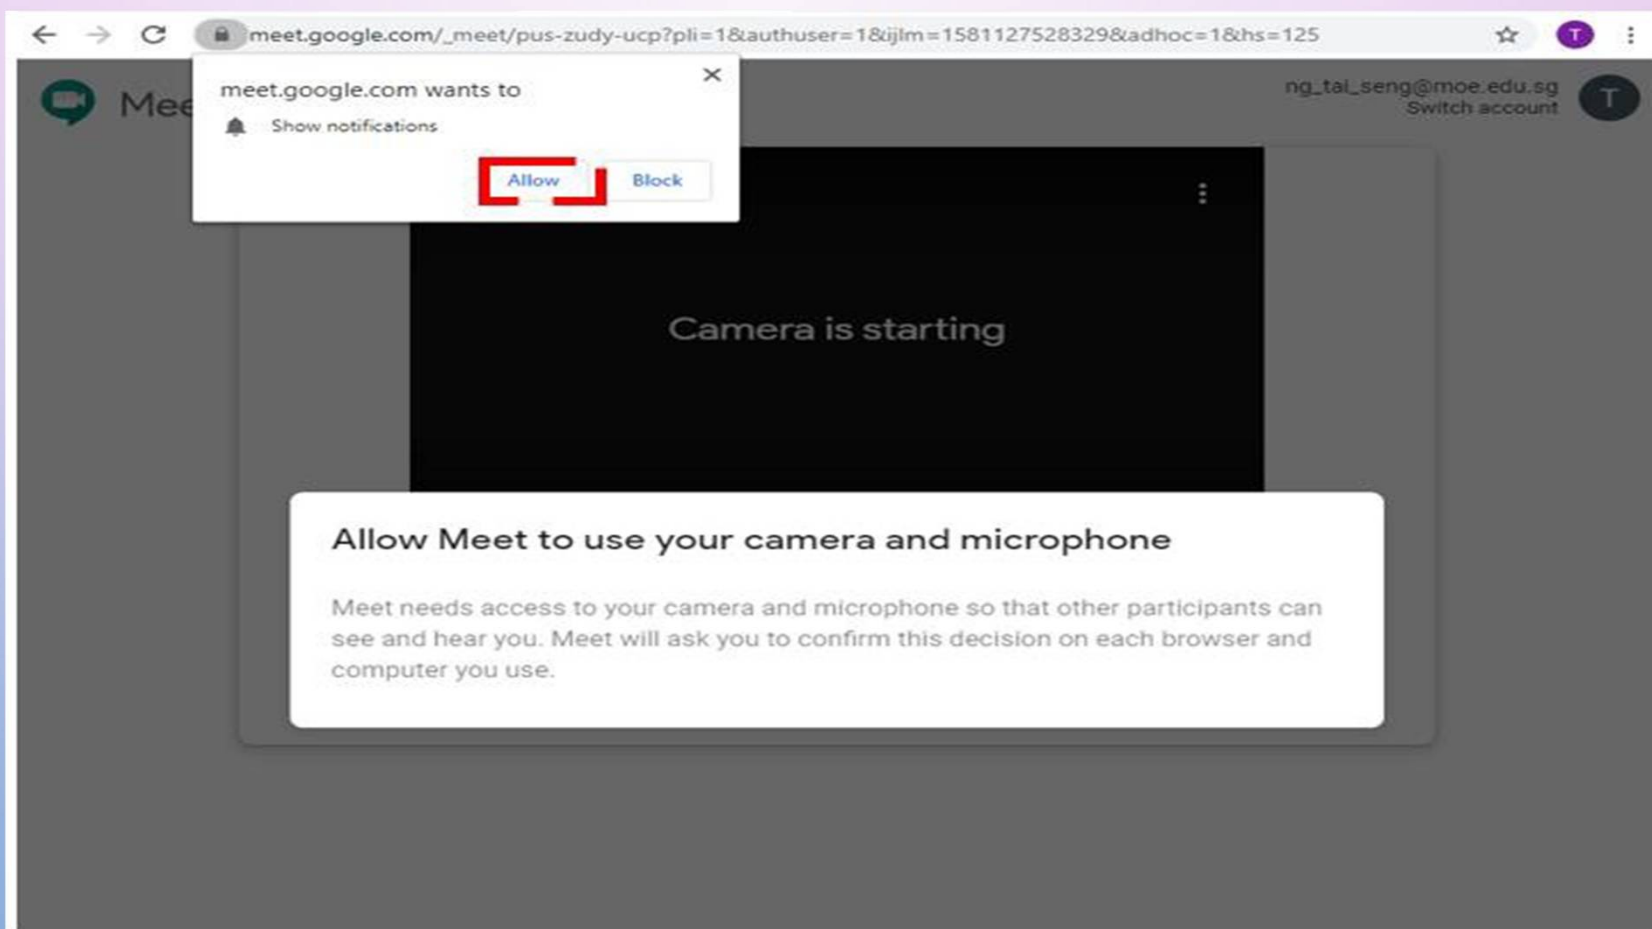 meet.google.com/_meet/pus-zudy-ucp?pli=1&authuser=1&ijlm=1581127528329&adhoc=1&hs=125
T
meet.google.com wants to
Show notifications
Allow
Block
Mee
ng_tai_seng@moe.edu.sg
Switch account
T
Camera is starting
Allow Meet to use your camera and microphone
Meet needs access to your camera and microphone so that other participants can
see and hear you. Meet will ask you to confirm this decision on each browser and
computer you use.